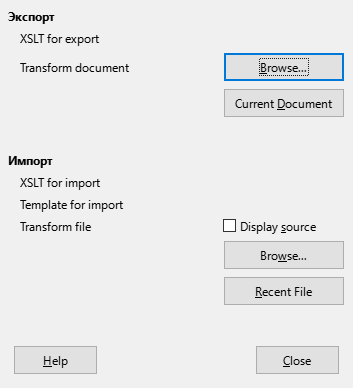 Экспорт
XSLT for export
Transform document
Browse...
Current Document
Импорт
XSLT for import
Template for import
Transform file
Display source
Browse...
Recent File
Help
Close